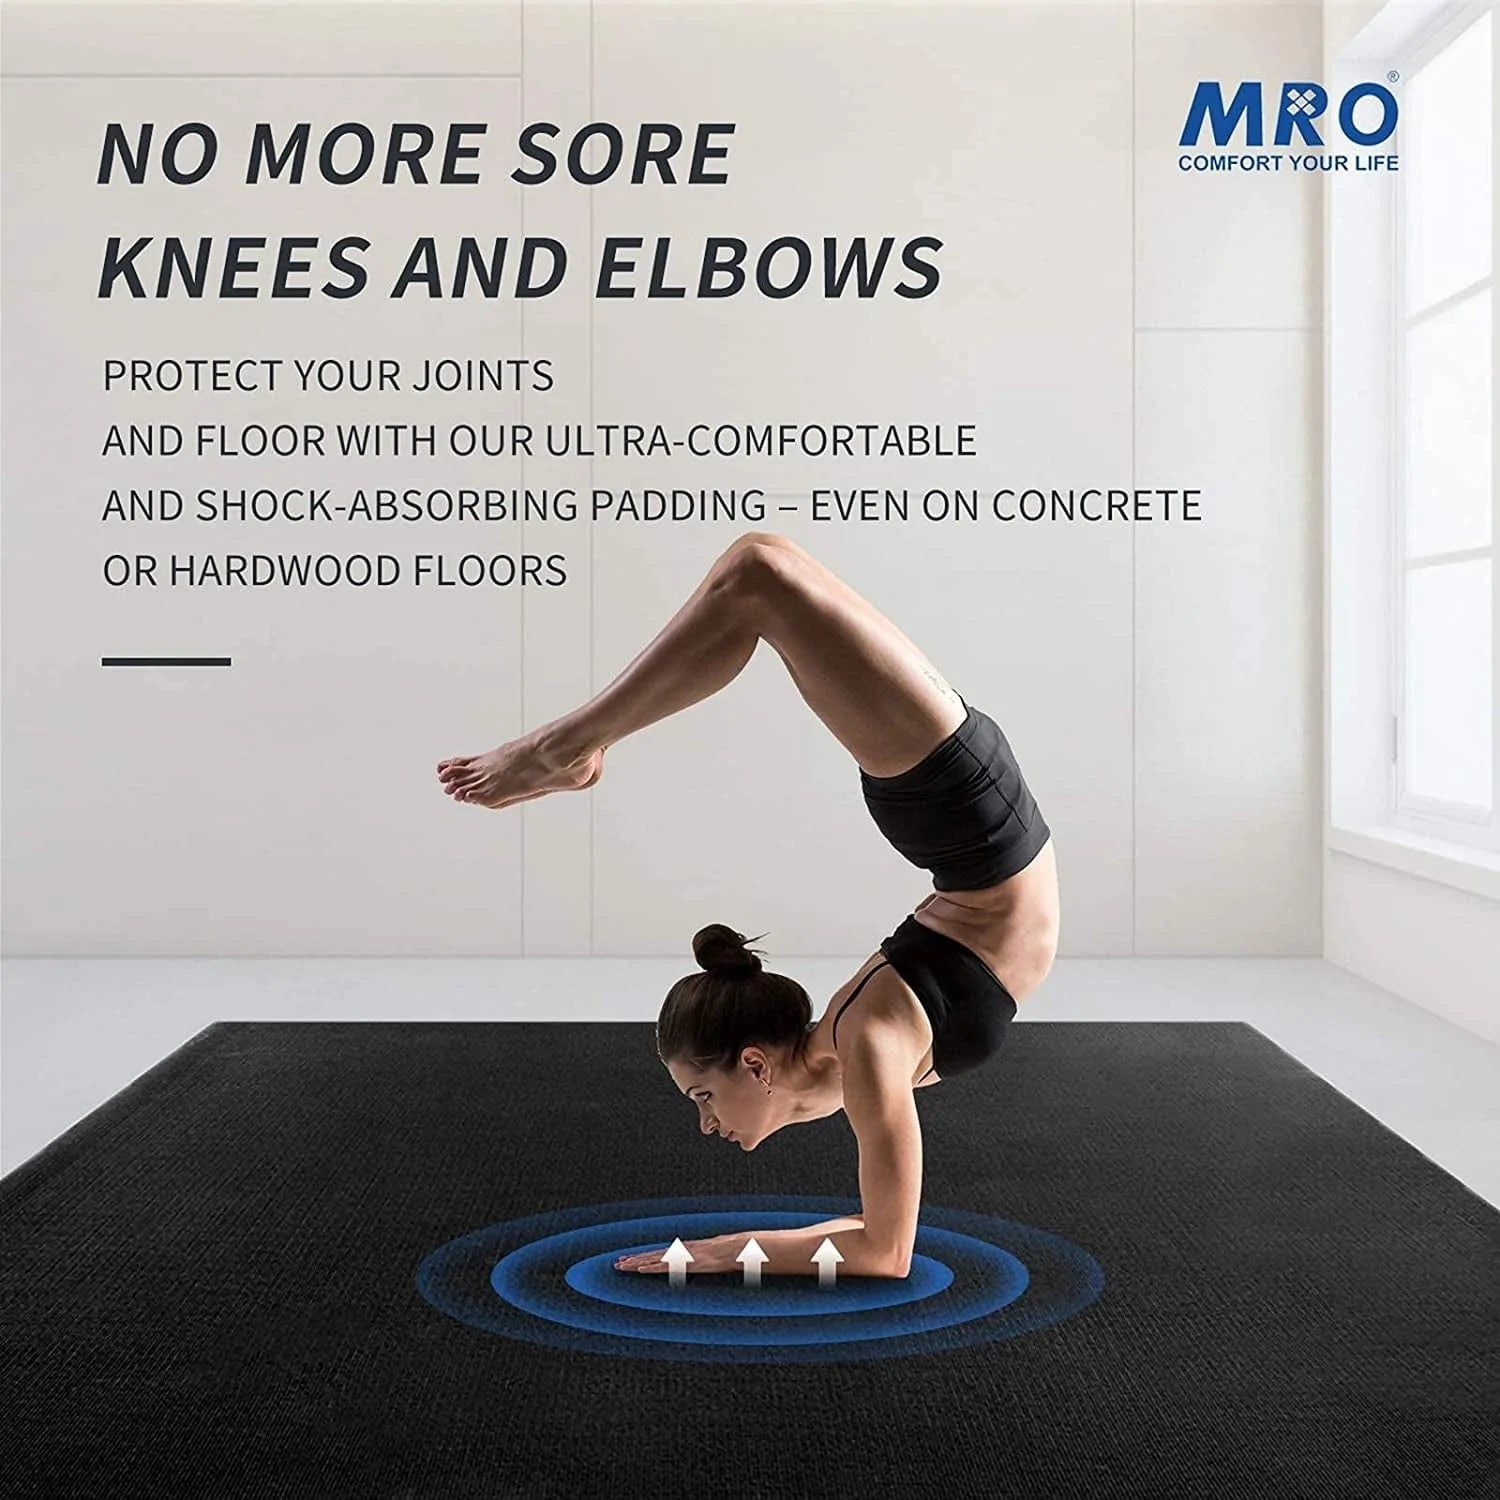 NO MORE SORE
KNEES AND ELBOWS
PROTECT YOUR JOINTS
AND FLOOR WITH OUR ULTRA-COMFORTABLE
AND SHOCK-ABSORBING PADDING – EVEN ON CONCRETE
OR HARDWOOD FLOORS
MRO®
COMFORT YOUR LIFE